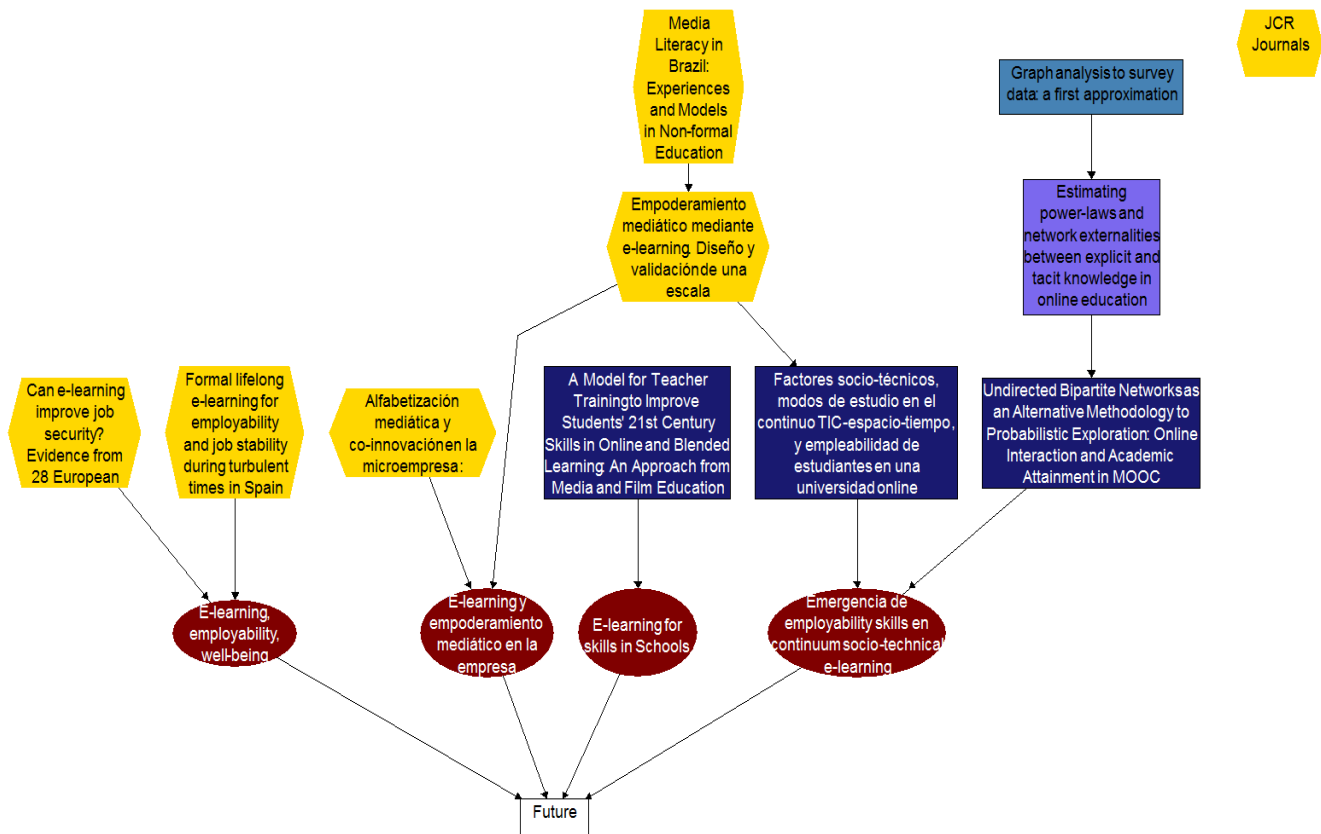 Media
Literacy in
Brazil:
Experiences
and Models
in Non-formal
Education
JCR
Journals
Graph analysis to survey
data: a first approximation
Empoderamiento
mediático mediante
e-learning. Diseño y
validación de una
escala
Estimating
power-laws and
network externalities
between explicit and
tacit knowledge in
online education
Can e-learning
improve job
security?
Evidence from
28 European
Formal lifelong
e-learning for
employability
and job stability
during turbulent
times in Spain
Alfabetización
mediática y
co-innovación en la
microempresa:
A Model for Teacher
Training to Improve
Students' 21st Century
Skills in Online and Blended
Learning: An Approach from
Media and Film Education
Factores socio-técnicos,
modos de estudio en el
continuo TIC-espacio-tiempo,
y empleabilidad de
estudiantes en una
universidad online
Undirected Bipartite Networks as
an Alternative Methodology to
Probabilistic Exploration: Online
Interaction and Academic
Attainment in MOOC
E-learning,
employability,
well-being
E-learning y
empoderamiento
mediático en la
empresa
E-learning for
skills in Schools
Emergencia de
employability skills en
continuum socio-technical
e-learning
Future